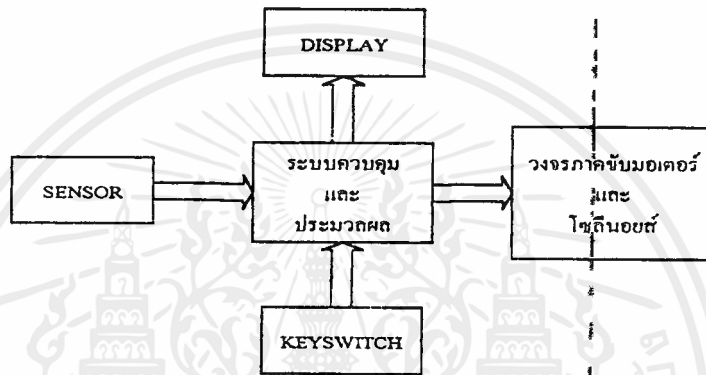 DISPLAY
SENSOR
ระบบควบคุม
และ
ประมวลผล
วงจรภาคขับมอเตอร์
และ
โซลีนอยส์
KEYSWITCH